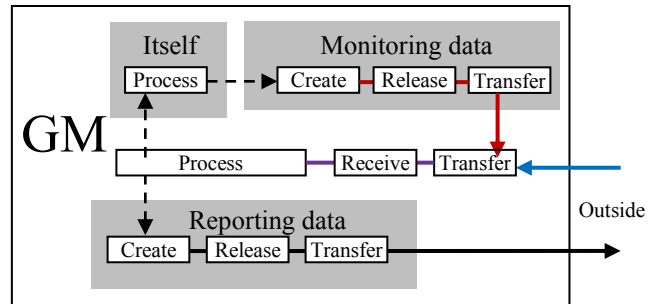 Itself
Monitoring data
Process
Create
Release
Transfer
GM
Process
Receive
Transfer
Outside
Reporting data
Create
Release
Transfer